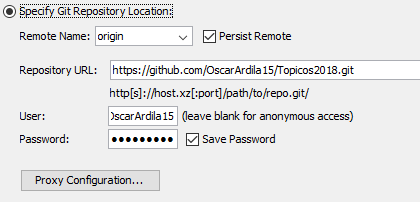 Specify Git Repository Location:
Remote Name: origin Persist Remote
Repository URL: https://github.com/OscarArdila15/Topicos2018.git
http[s]://host.xz[:port]/path/to/repo.git/
User: OscarArdila15 (leave blank for anonymous access)
Password: ●●●●●●●●● Save Password
Proxy Configuration...